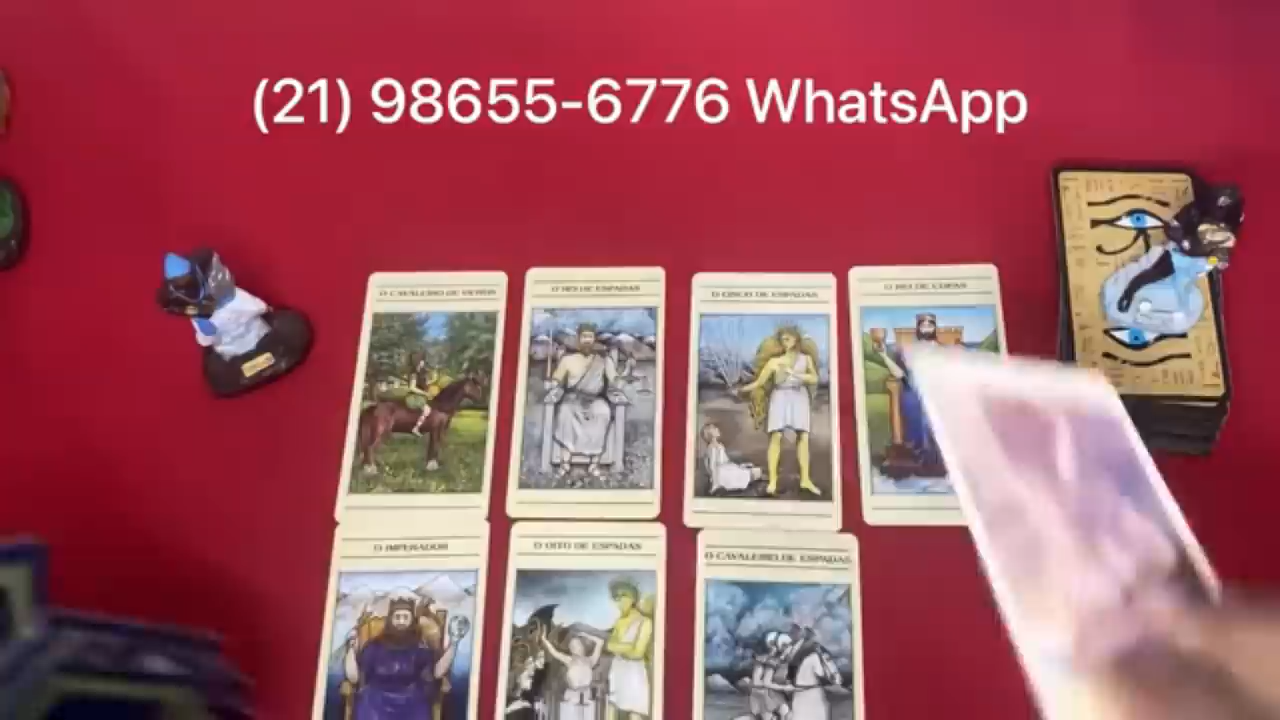 (21) 98655-6776 WhatsApp
O CAVALEIRO DE OUROS
O REI DE ESPADAS
O CINCO DE ESPADAS
O REI DE COPAS
O IMPERADOR
O OITO DE ESPADAS
O CAVALEIRO DE ESPADAS